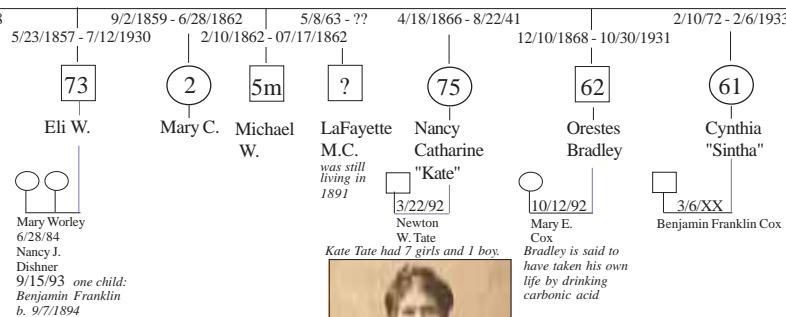 8
9/2/1859 - 6/28/1862
5/8/63 - ??
4/18/1866 - 8/22/41
2/10/72 - 2/6/1933
5/23/1857 - 7/12/1930
2/10/1862 - 07/17/1862
12/10/1868 - 10/30/1931
73
2
5m
?
75
62
61
Eli W.
Mary C.
Michael
W.
LaFayette
M.C.
was still
living in
1891
Nancy
Catharine
"Kate"
Orestes
Bradley
Cynthia
"Sintha"
Mary Worley
6/28/84
Nancy J.
Dishner
9/15/93 one child:
Benjamin Franklin
b. 9/7/1894
3/22/92
Newton
W. Tate
Kate Tate had 7 girls and 1 boy.
10/12/92
Mary E.
Cox
Bradley is said to
have taken his own
life by drinking
carbonic acid
3/6/XX
Benjamin Franklin Cox